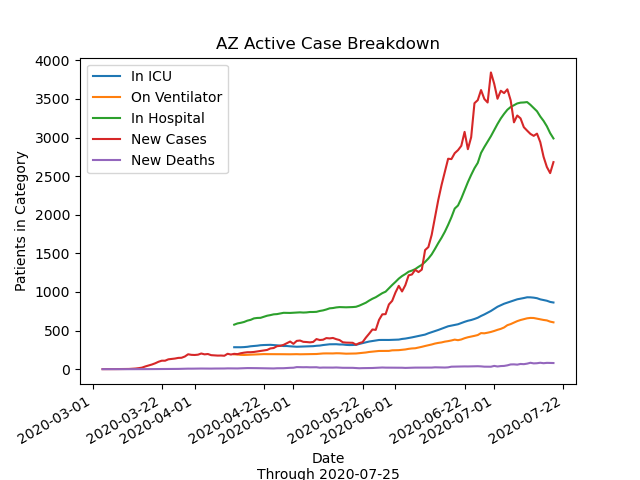 AZ Active Case Breakdown
In ICU
On Ventilator
In Hospital
New Cases
New Deaths
Patients in Category
4000
3500
3000
2500
2000
1500
1000
500
0
2020-03-01
2020-03-22
2020-04-01
2020-04-22
2020-05-01
2020-05-22
2020-06-01
2020-06-22
2020-07-01
2020-07-22
Date
Through 2020-07-25